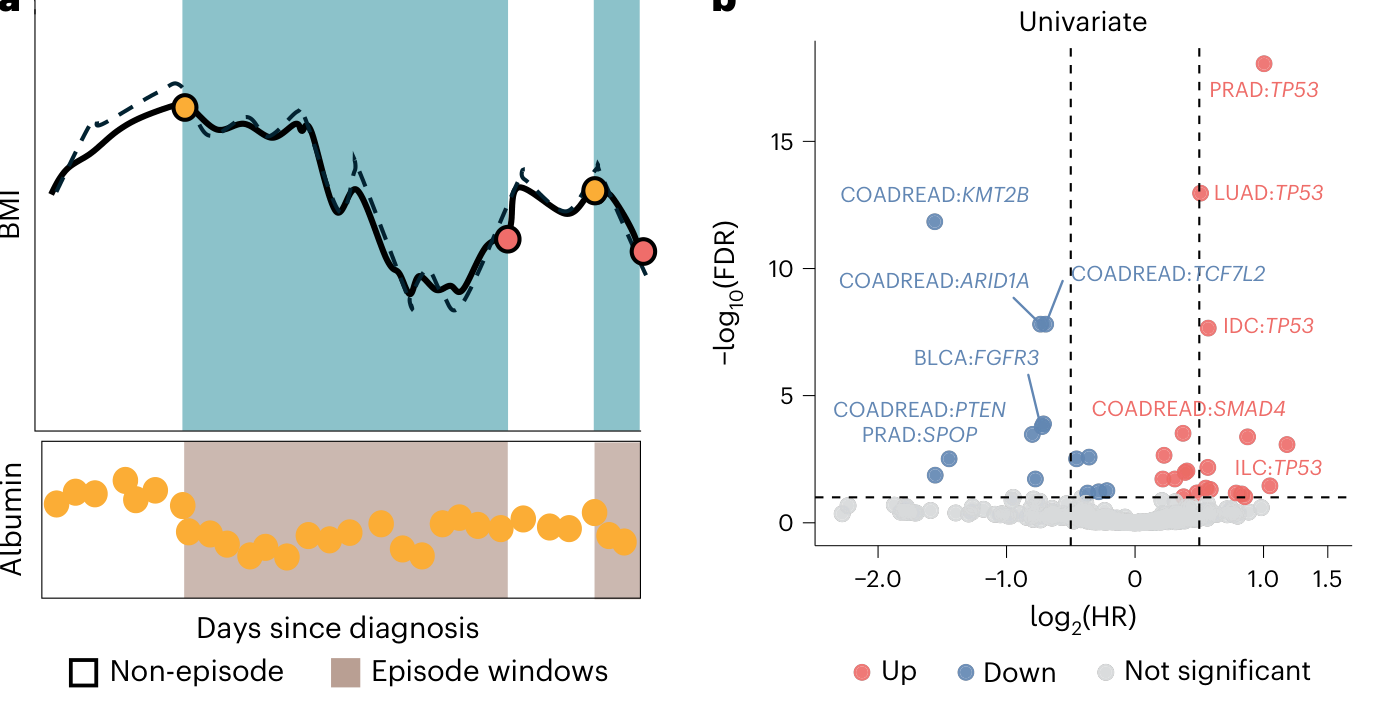 a
BMI
Albumin
Days since diagnosis
Non-episode
Episode windows
b
Univariate
PRAD:TP53
LUAD:TP53
COADREAD:KMT2B
COADREAD:ARID1A
COADREAD:TCF7L2
IDC:TP53
BLCA:FGFR3
COADREAD:PTEN
COADREAD:SMAD4
PRAD:SPOP
ILC:TP53
−log10(FDR)
15
10
5
0
−2.0 −1.0 0 1.0 1.5
log2(HR)
Up Down Not significant